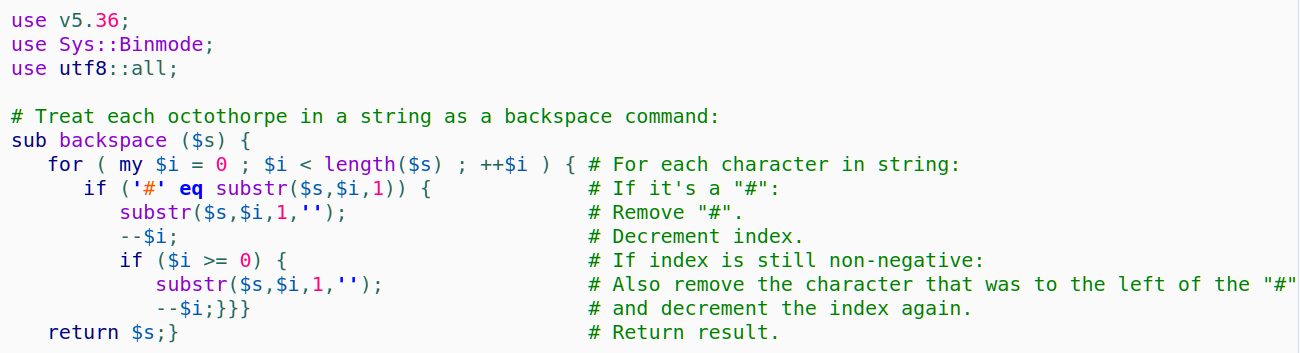 use v5.36;
use Sys::Binmode;
use utf8::all;

# Treat each octothorpe in a string as a backspace command:
sub backspace ($s) {
   for ( my $i = 0 ; $i < length($s) ; ++$i ) { # For each character in string:
      if ('#' eq substr($s,$i,1)) {             # If it's a "#":
         substr($s,$i,1,'');                    # Remove "#".
         --$i;                                  # Decrement index.
         if ($i >= 0) {                         # If index is still non-negative:
            substr($s,$i,1,'');                 # Also remove the character that was to the left of the "#"
            --$i;}}}                            # and decrement the index again.
   return $s;}                                  # Return result.